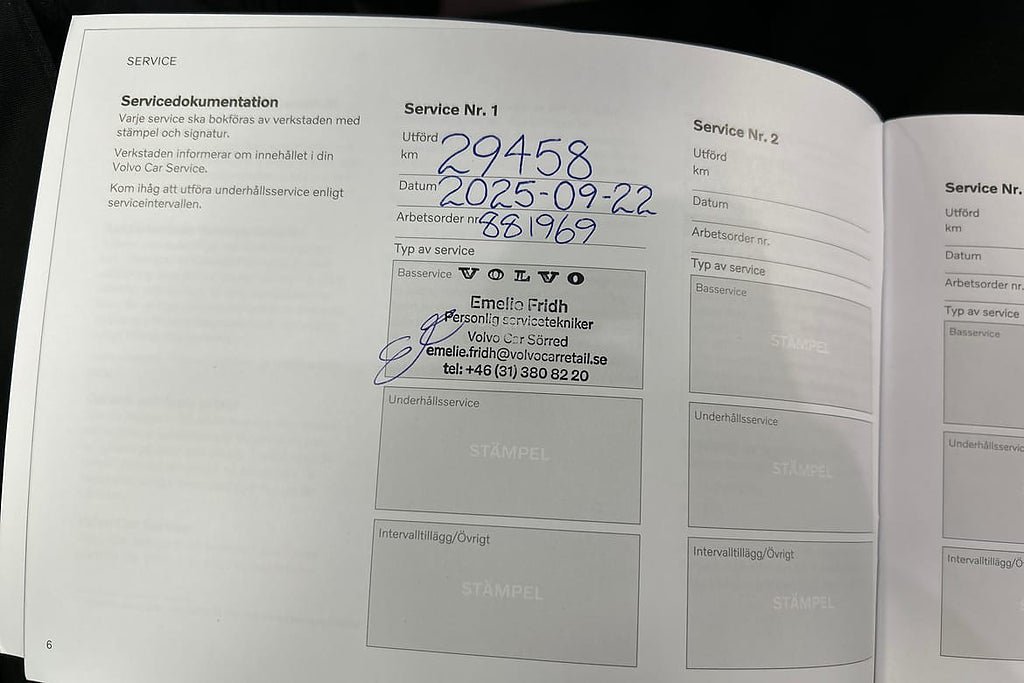 SERVICE
Servicedokumentation
Varje service ska bokföras av verkstaden med
stämpel och signatur.
Verkstaden informerar om innehållet i din
Volvo Car Service.
Kom ihåg att utföra underhållsservice enligt
serviceintervallen.
6
Service Nr. 1
Utförd
km 29458
Datum 2025-09-22
Arbetsorder nr. 881969
Typ av service
Basservice VOLVO
Emelie Fridh
Personlig servicetekniker
Volvo Car Sörred
emelie.fridh@volvocarretail.se
tel: +46 (31) 380 82 20
Underhållsservice
STÄMPEL
Intervalltillägg/Övrigt
STÄMPEL
Service Nr. 2
Utförd
km
Datum
Arbetsorder nr.
Typ av service
Basservice
STÄMPEL
Underhållsservice
STÄMPEL
Intervalltillägg/Övrigt
STÄMPEL
Service Nr.
Utförd
km
Datum
Arbetsorder nr.
Typ av service
Basservice
Underhållsservic
Intervalltillägg/Ö